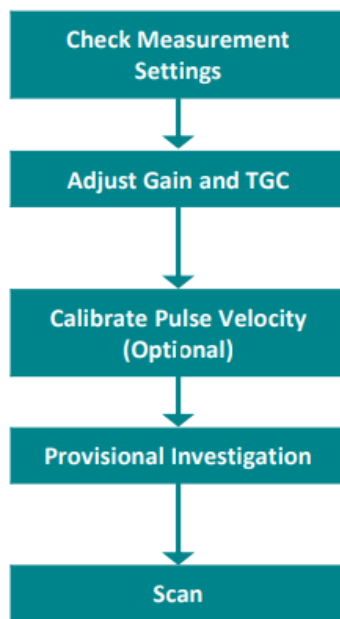 Check Measurement
Settings
Adjust Gain and TGC
Calibrate Pulse Velocity
(Optional)
Provisional Investigation
Scan